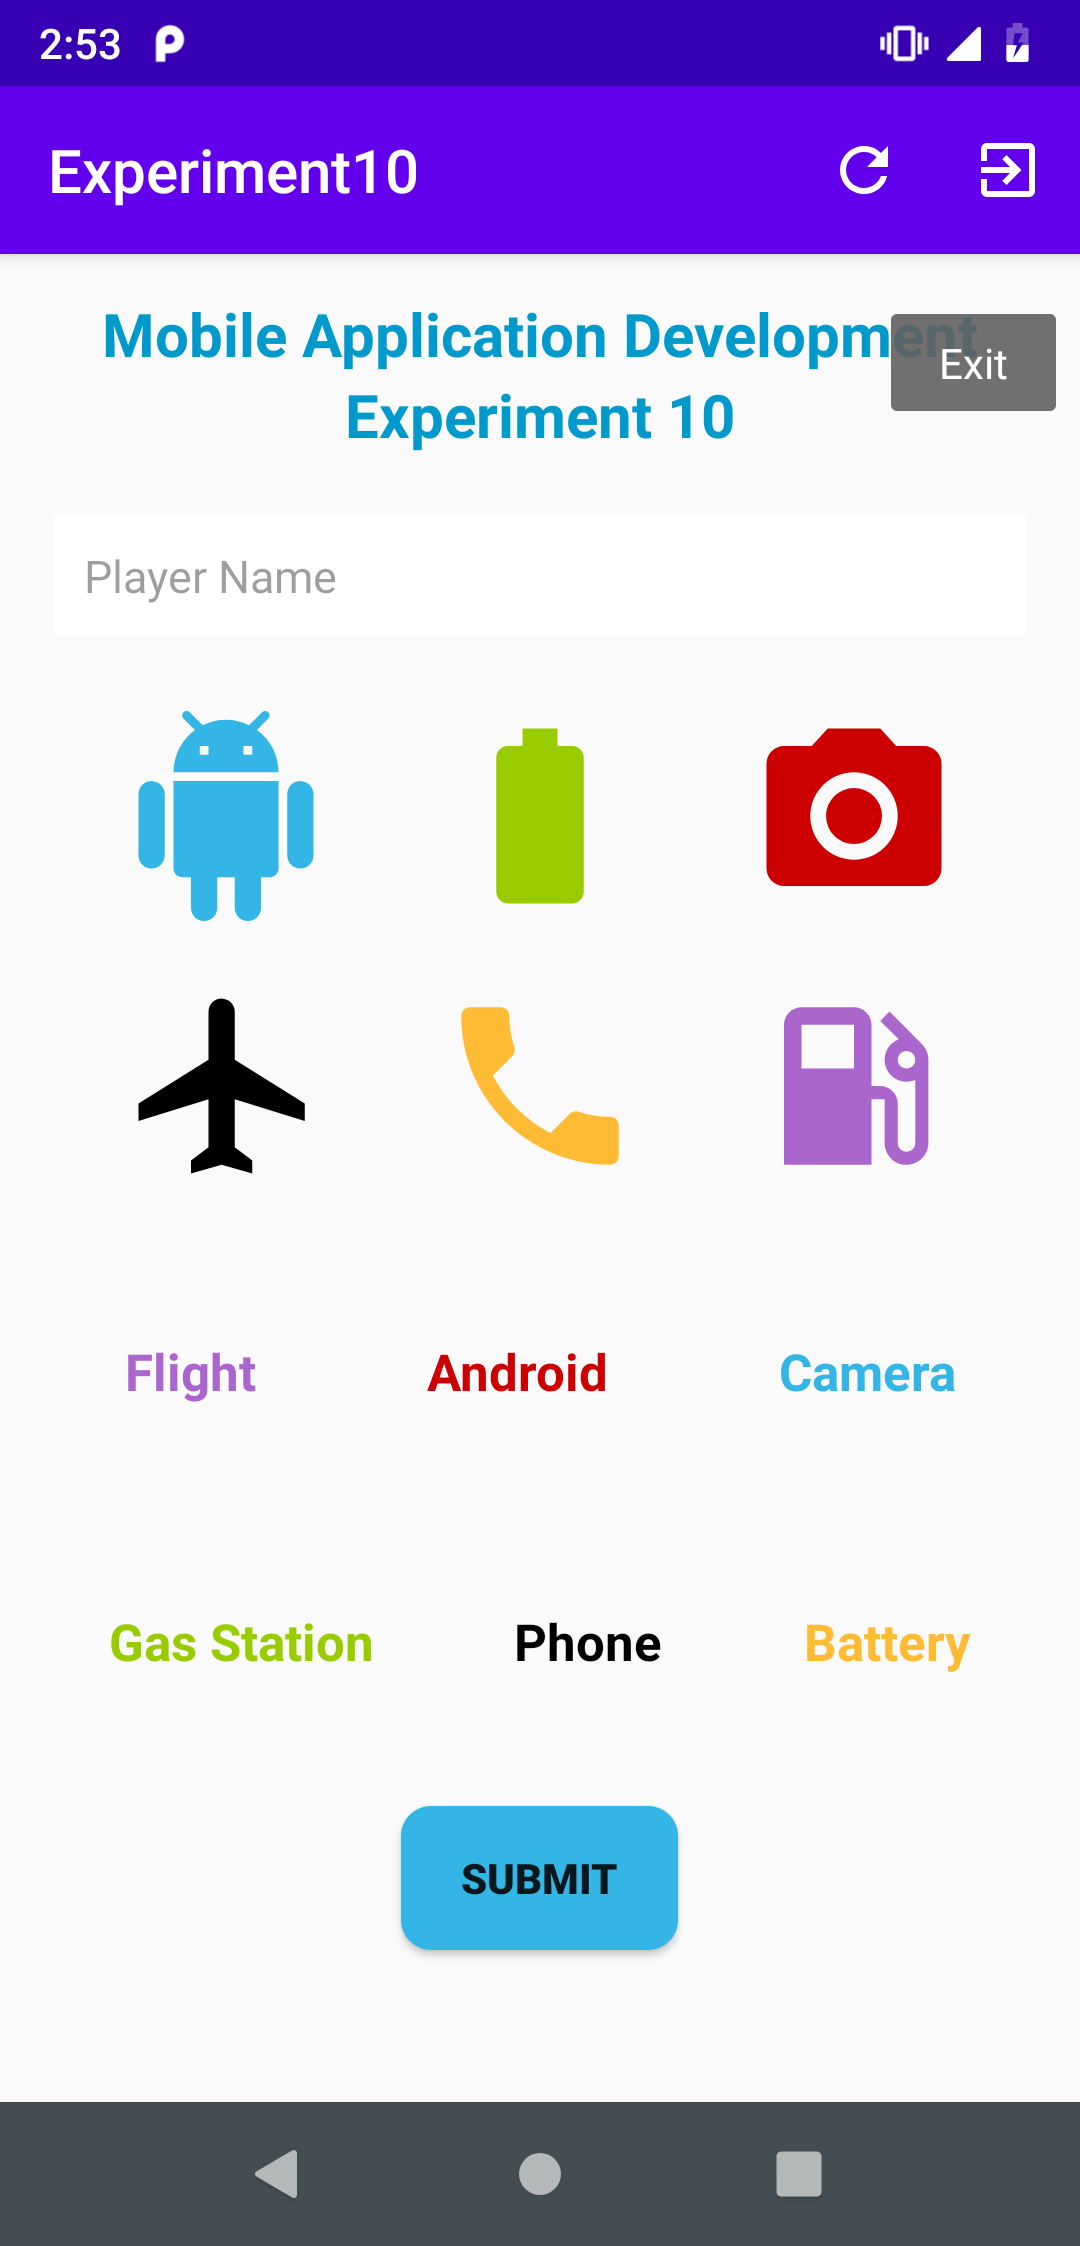 2:53
Experiment10
Mobile Application Development
Exit
Experiment 10
Player Name
Flight Android Camera
Gas Station Phone Battery
SUBMIT